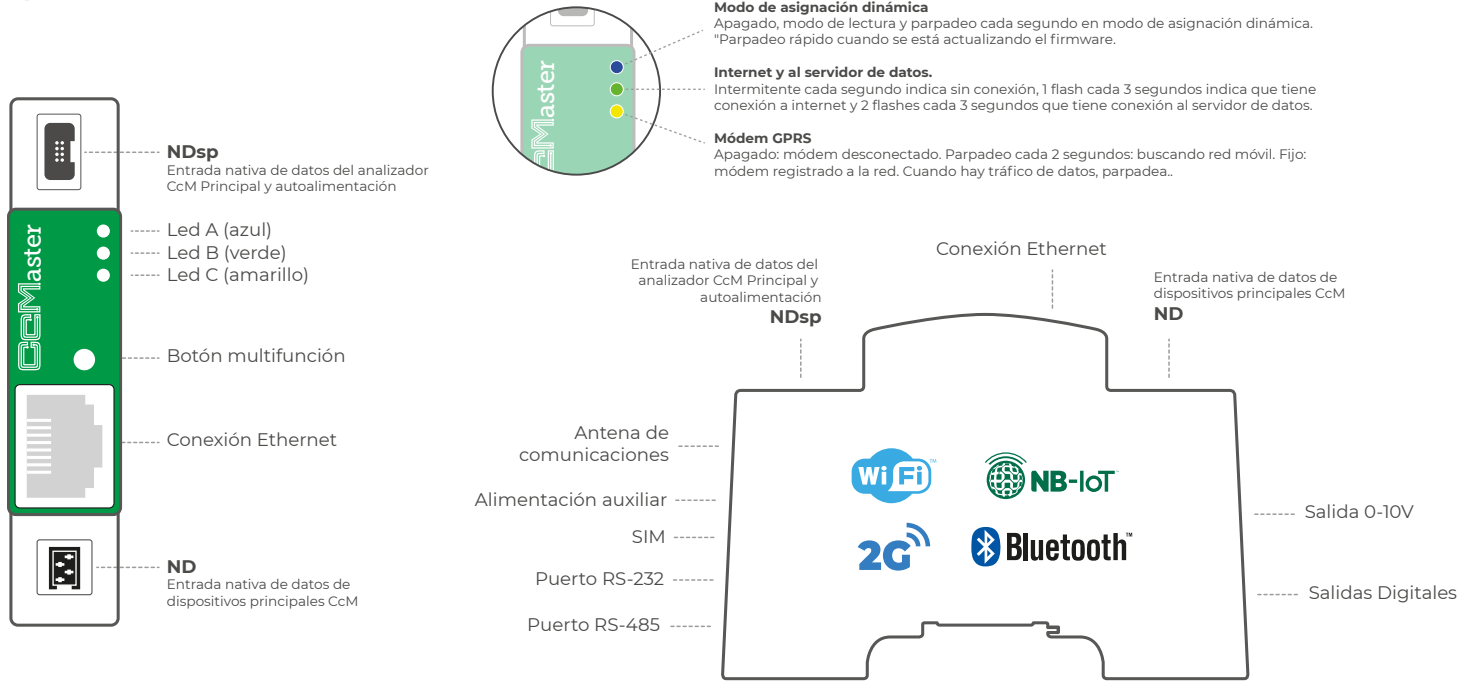 Modo de asignación dinámica
Apagado, modo de lectura y parpadeo cada segundo en modo de asignación dinámica.
"Parpadeo rápido cuando se está actualizando el firmware.
Internet y al servidor de datos.
Intermitente cada segundo indica sin conexión, 1 flash cada 3 segundos indica que tiene
conexión a internet y 2 flashes cada 3 segundos que tiene conexión al servidor de datos.
Módem GPRS
Apagado: módem desconectado. Parpadeo cada 2 segundos: buscando red móvil. Fijo:
módem registrado a la red. Cuando hay tráfico de datos, parpadea..
CcMaster
NDsp
Entrada nativa de datos del analizador
CcM Principal y autoalimentación
Led A (azul)
Led B (verde)
Led C (amarillo)
CcMaster
Botón multifunción
Conexión Ethernet
ND
Entrada nativa de datos de
dispositivos principales CcM
Entrada nativa de datos del
analizador CcM Principal y
autoalimentación
NDsp
Conexión Ethernet
Entrada nativa de datos de
dispositivos principales CcM
ND
Antena de
comunicaciones
Alimentación auxiliar
SIM
Puerto RS-232
Puerto RS-485
WiFi™
NB-IoT
2G
Bluetooth™
Salida 0-10V
Salidas Digitales